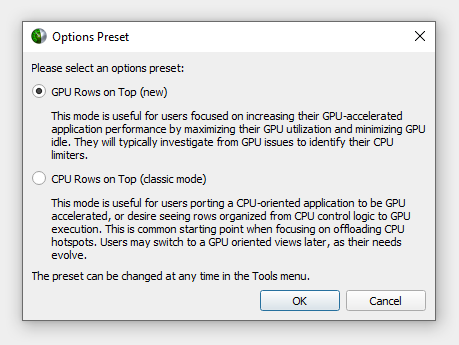 Options Preset
Please select an options preset:
GPU Rows on Top (new)
This mode is useful for users focused on increasing their GPU-accelerated
application performance by maximizing their GPU utilization and minimizing GPU
idle. They will typically investigate from GPU issues to identify their CPU
limiters.
CPU Rows on Top (classic mode)
This mode is useful for users porting a CPU-oriented application to be GPU
accelerated, or desire seeing rows organized from CPU control logic to GPU
execution. This is common starting point when focusing on offloading CPU
hotspots. Users may switch to a GPU oriented views later, as their needs
evolve.
The preset can be changed at any time in the Tools menu.
OK
Cancel